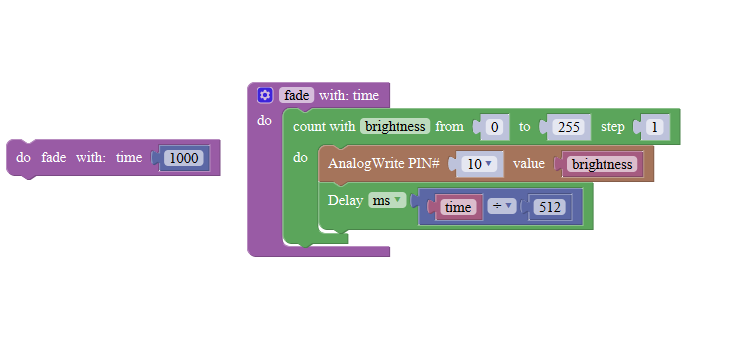 fade with: time
do
count with brightness from 0 to 255 step 1
do fade with: time 1000
do
AnalogWrite PIN# 10 value brightness
Delay ms time ÷ 512